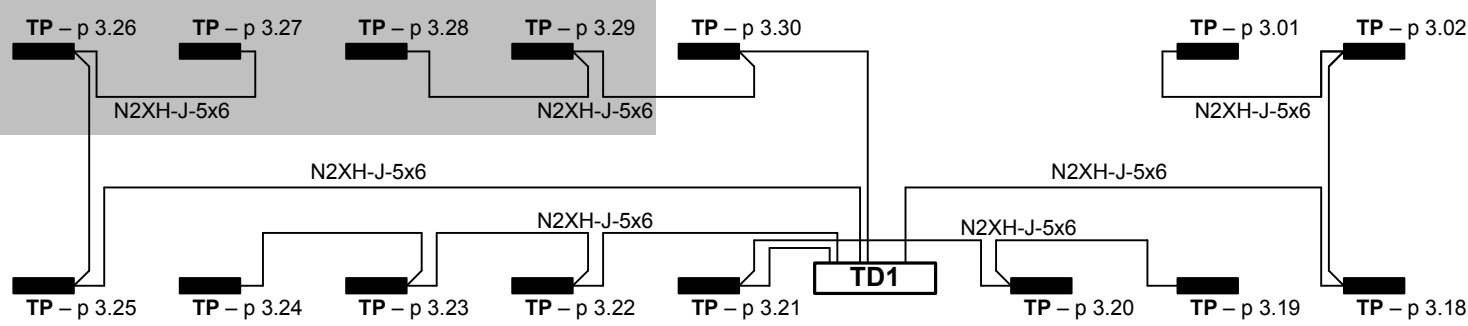 TP – p 3.26
TP – p 3.27
TP – p 3.28
TP – p 3.29
TP – p 3.30
TP – p 3.01
TP – p 3.02
N2XH-J-5x6
N2XH-J-5x6
N2XH-J-5x6
N2XH-J-5x6
N2XH-J-5x6
N2XH-J-5x6
N2XH-J-5x6
TD1
TP – p 3.25
TP – p 3.24
TP – p 3.23
TP – p 3.22
TP – p 3.21
TP – p 3.20
TP – p 3.19
TP – p 3.18